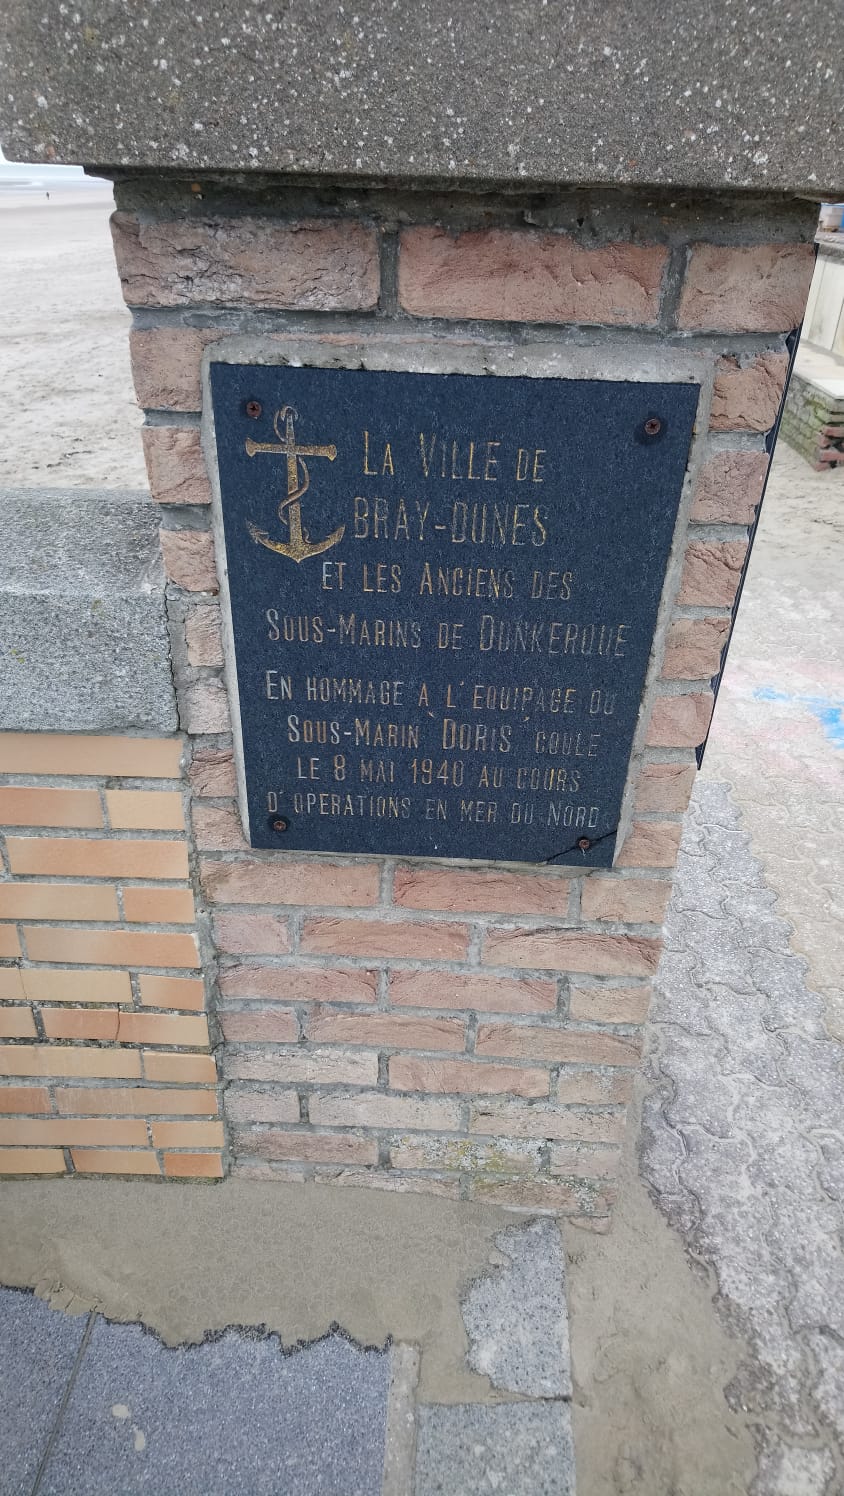 LA VILLE DE
BRAY-DUNES
ET LES ANCIENS DES
SOUS-MARINS DE DUNKERQUE
EN HOMMAGE A L'EQUIPAGE DU
SOUS-MARIN "DORIS" COULE
LE 8 MAI 1940 AU COURS
D'OPERATIONS EN MER DU NORD